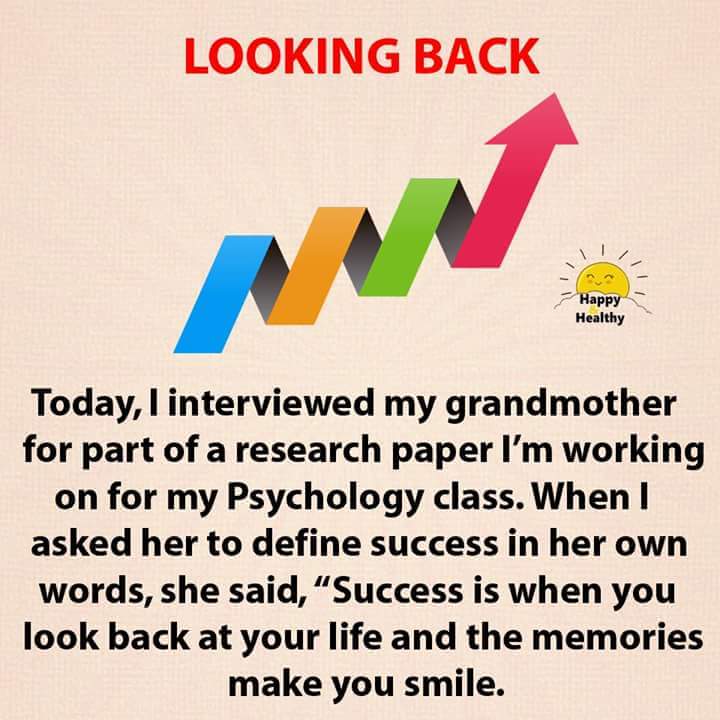 LOOKING BACK
Happy
Healthy
Today, I interviewed my grandmother
for part of a research paper I’m working
on for my Psychology class. When I
asked her to define success in her own
words, she said, “Success is when you
look back at your life and the memories
make you smile.